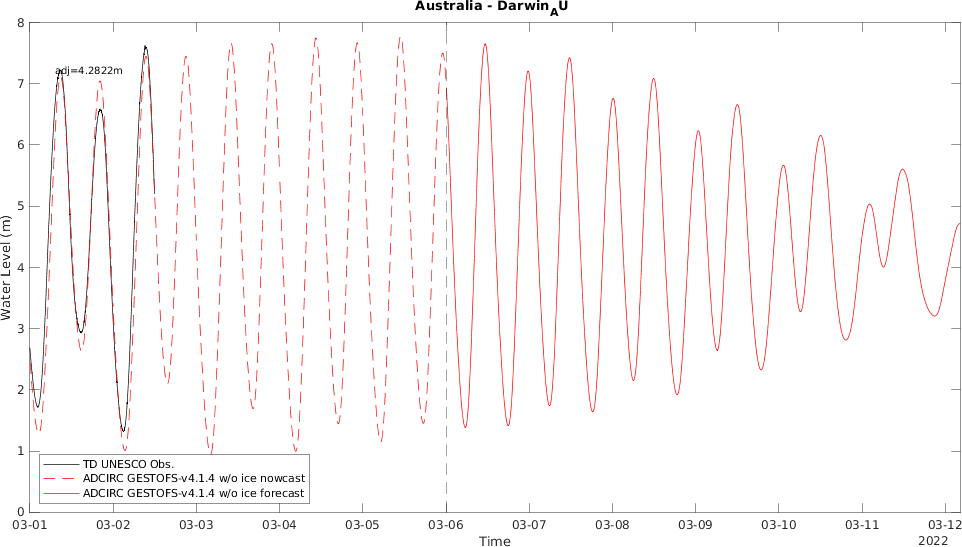 Australia - Darwin_AU
8
7
6
5
4
3
2
1
0
Water Level (m)
adj=4.2822m
TD UNESCO Obs.
ADCIRC GESTOFS-v4.1.4 w/o ice nowcast
ADCIRC GESTOFS-v4.1.4 w/o ice forecast
03-01 03-02 03-03 03-04 03-05 03-06 03-07 03-08 03-09 03-10 03-11 03-12
Time
2022